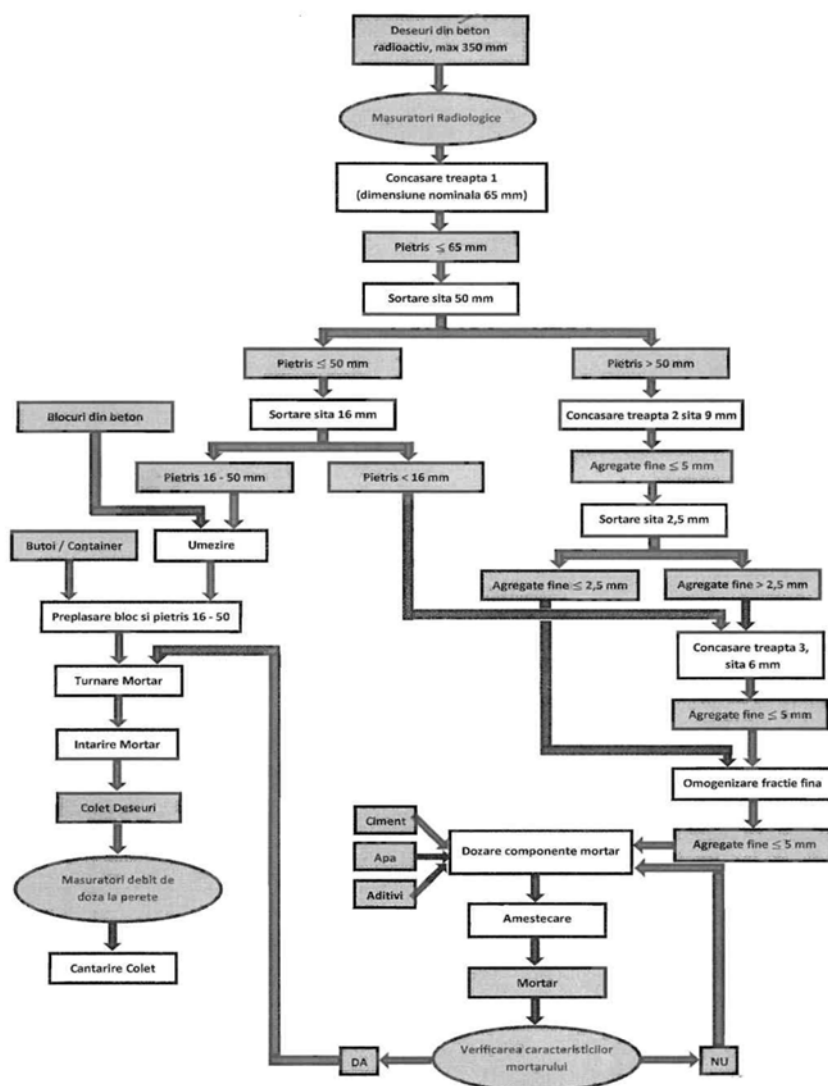 Deseuri din beton
radioactiv, max 350 mm
Masuratori Radiologice
Concasare treapta 1
(dimensiune nominala 65 mm)
Pietris ≤ 65 mm
Sortare sita 50 mm
Pietris ≤ 50 mm
Pietris > 50 mm
Blocuri din beton
Sortare sita 16 mm
Concasare treapta 2 sita 9 mm
Pietris 16 - 50 mm
Pietris < 16 mm
Agregate fine ≤ 5 mm
Sortare sita 2,5 mm
Butoi / Container
Umezire
Agregate fine ≤ 2,5 mm
Agregate fine > 2,5 mm
Preplasare bloc si pietris 16 - 50
Concasare treapta 3,
sita 6 mm
Turnare Mortar
Agregate fine ≤ 5 mm
Intarire Mortar
Omogenizare fractie fina
Colet Deseuri
Ciment
Agregate fine ≤ 5 mm
Dozare componente mortar
Apa
Aditivi
Masuratori debit de
doza la perete
Amestecare
Cantarire Colet
Mortar
Verificarea caracteristicilor
mortarului
DA
NU